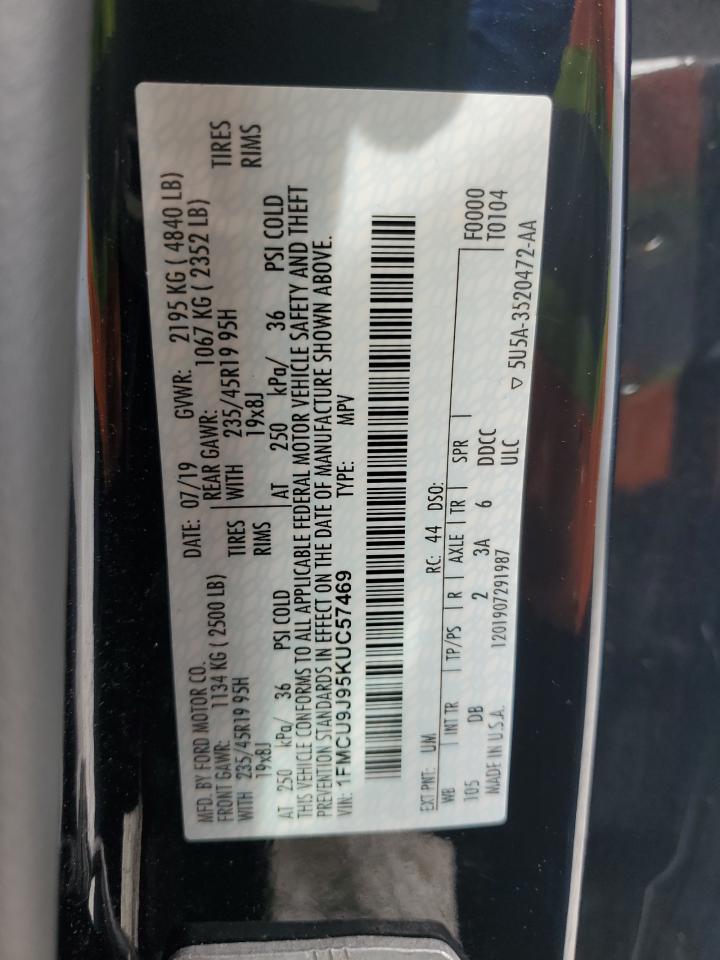 MFD. BY FORD MOTOR CO.
DATE: 07/19 GVWR: 2195 KG ( 4840 LB)
FRONT GAWR: 1134 KG ( 2500 LB) REAR GAWR: 1067 KG ( 2352 LB)
WITH 235/45R19 95H TIRES WITH 235/45R19 95H TIRES
19x8J RIMS 19x8J RIMS
AT 250 kPa/ 36 PSI COLD AT 250 kPa/ 36 PSI COLD
THIS VEHICLE CONFORMS TO ALL APPLICABLE FEDERAL MOTOR VEHICLE SAFETY AND THEFT
PREVENTION STANDARDS IN EFFECT ON THE DATE OF MANUFACTURE SHOWN ABOVE.
VIN: 1FMCU9J95KUC57469 TYPE: MPV
EXT PNT: UM RC: 44 DSO: F0000
WB INT TR TP/PS R AXLE TR SPR T0104
105 DB 2 3A 6 DDCC
MADE IN U.S.A. 1201907291987 ULC
▽ 5U5A-3520472-AA